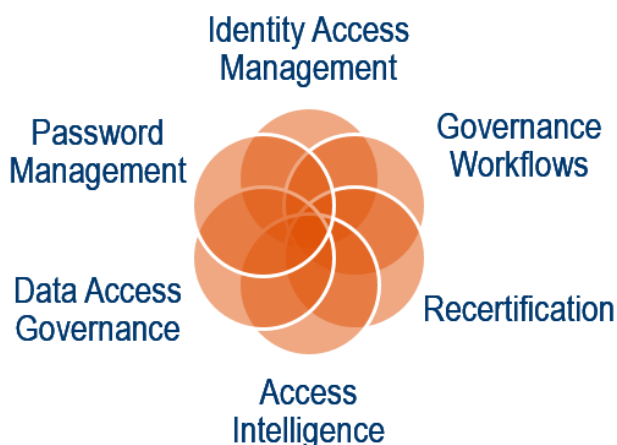 Identity Access
Management
Governance
Workflows
Recertification
Access
Intelligence
Data Access
Governance
Password
Management